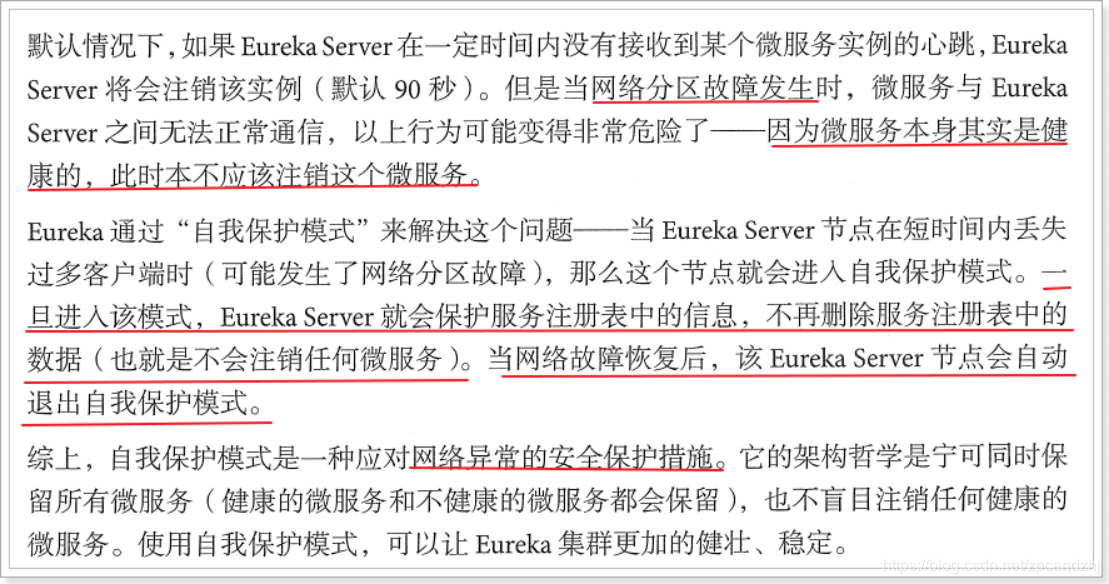 默认情况下，如果 Eureka Server 在一定时间内没有接收到某个微服务实例的心跳，Eureka
Server 将会注销该实例（默认 90 秒）。但是当网络分区故障发生时，微服务与 Eureka
Server 之间无法正常通信，以上行为可能变得非常危险了——因为微服务本身其实是健
康的，此时本不应该注销这个微服务。
Eureka 通过“自我保护模式”来解决这个问题——当 Eureka Server 节点在短时间内丢失
过多客户端时（可能发生了网络分区故障），那么这个节点就会进入自我保护模式。一
旦进入该模式，Eureka Server 就会保护服务注册表中的信息，不再删除服务注册表中的
数据（也就是不会注销任何微服务）。当网络故障恢复后，该 Eureka Server 节点会自动
退出自我保护模式。
综上，自我保护模式是一种应对网络异常的安全保护措施。它的架构哲学是宁可同时保
留所有微服务（健康的微服务和不健康的微服务都会保留），也不盲目注销任何健康的
微服务。使用自我保护模式，可以让 Eureka 集群更加的健壮、稳定。
https://blog.csdn.net/zpcandzhj